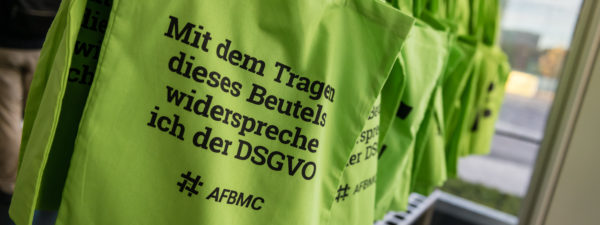 Mit dem Tragen
dieses Beutels
widerspreche
ich der DSGVO
# AFBMC